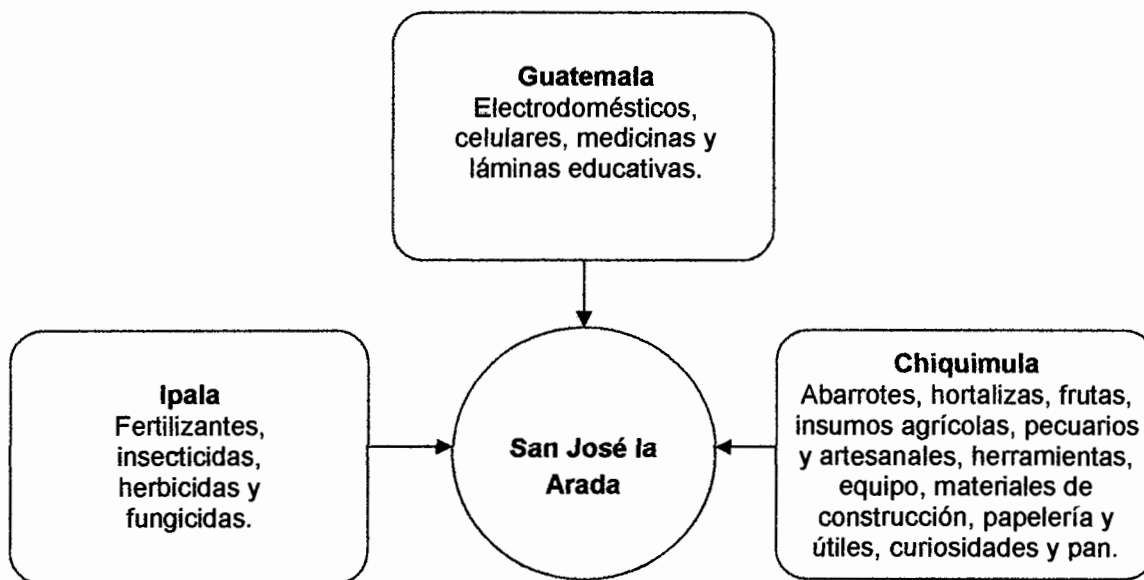 Guatemala
Electrodomésticos,
celulares, medicinas y
láminas educativas.
Ipala
Fertilizantes,
insecticidas,
herbicidas y
fungicidas.
San José la
Arada
Chiquimula
Abarrotes, hortalizas, frutas,
insumos agrícolas, pecuarios
y artesanales, herramientas,
equipo, materiales de
construcción, papelería y
útiles, curiosidades y pan.